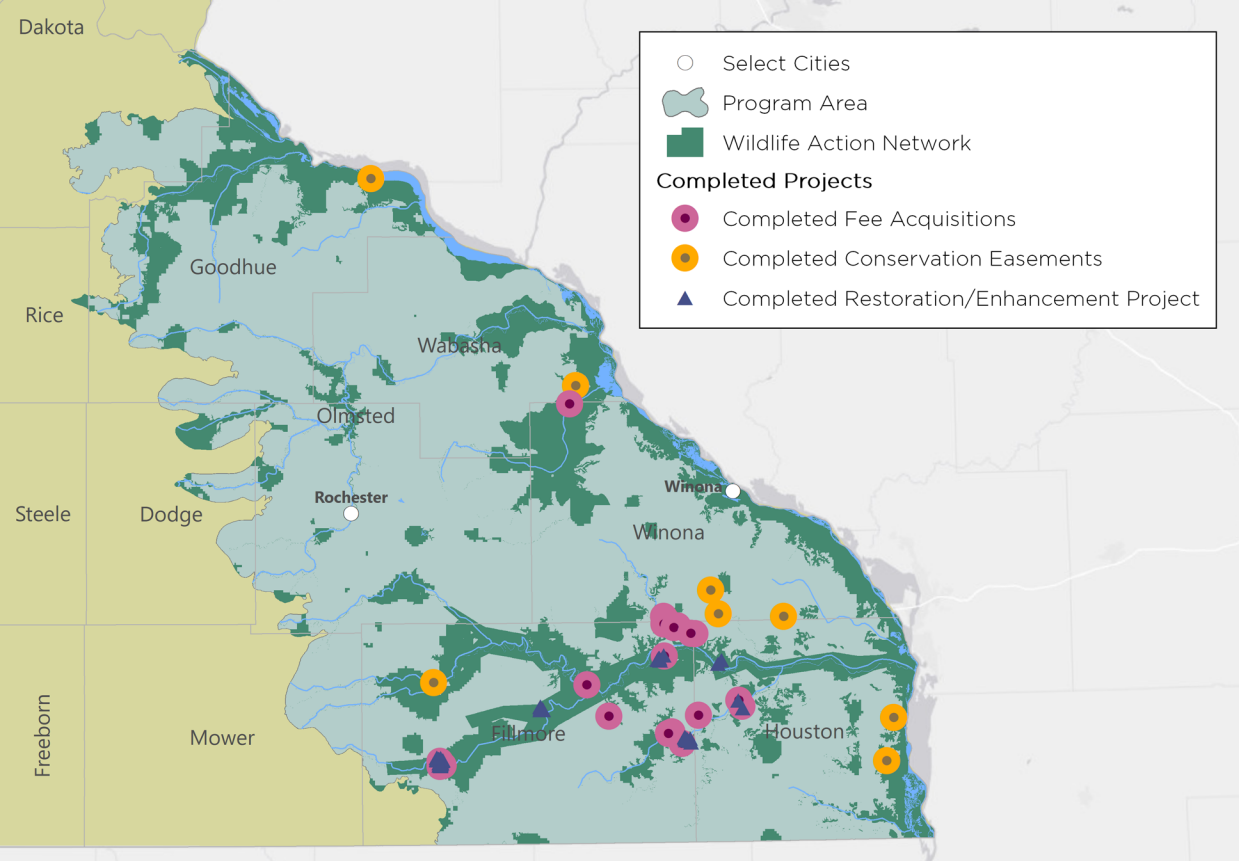 Dakota
Select Cities
Program Area
Wildlife Action Network
Completed Projects
Completed Fee Acquisitions
Completed Conservation Easements
Completed Restoration/Enhancement Project
Goodhue
Rice
Wabasha
Olmsted
Rochester
Winona
Steele
Dodge
Winona
Freeborn
Mower
Fillmore
Houston